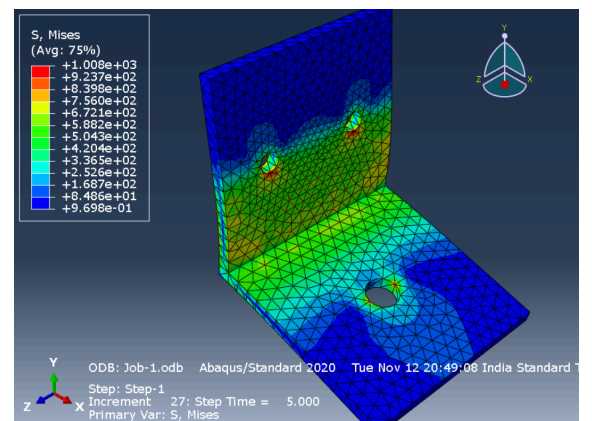 S, Mises
(Avg: 75%)
+1.008e+03
+9.237e+02
+8.398e+02
+7.560e+02
+6.721e+02
+5.882e+02
+5.043e+02
+4.204e+02
+3.365e+02
+2.526e+02
+1.687e+02
+8.486e+01
+9.698e-01
Y
Z
X
ODB: Job-1.odb Abaqus/Standard 2020 Tue Nov 12 20:49:08 India Standard T
Y
Step: Step-1
Z X Increment 27: Step Time = 5.000
Primary Var: S, Mises